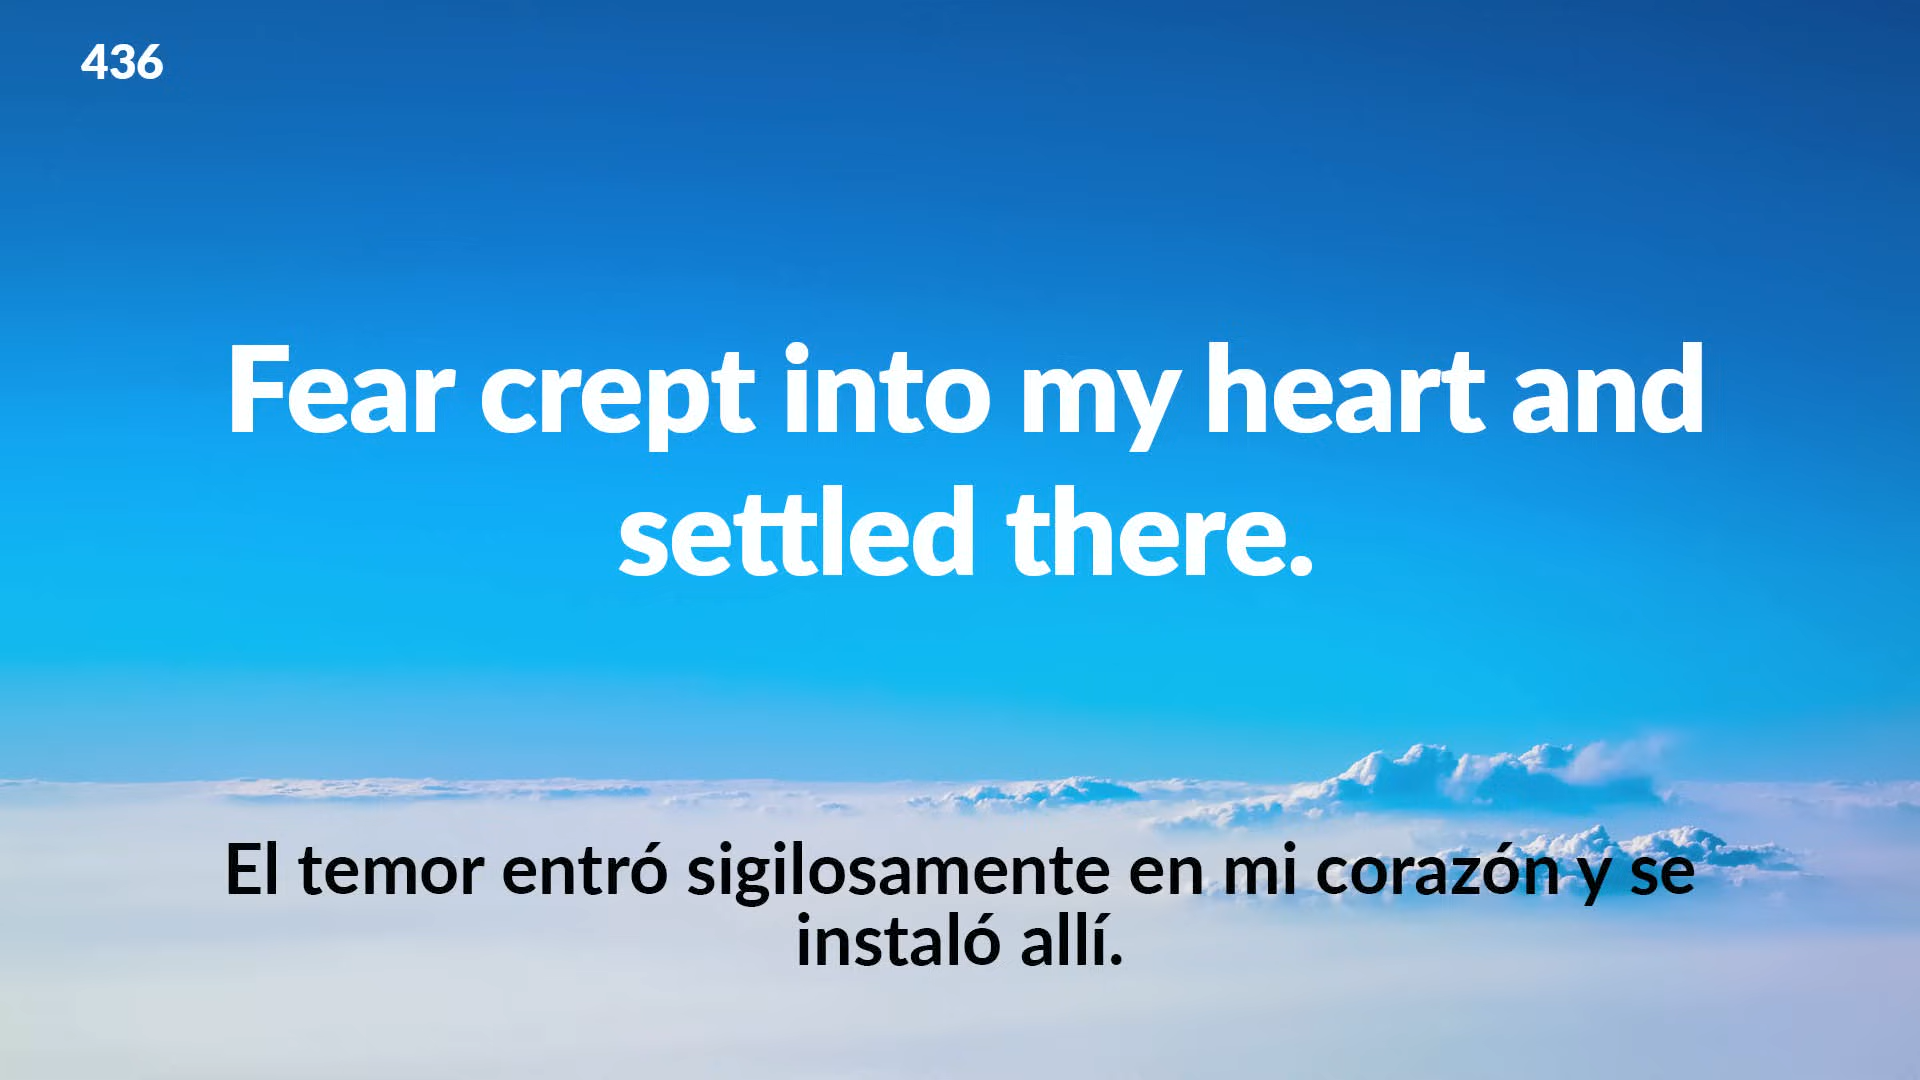 436
Fear crept into my heart and
settled there.
El temor entró sigilosamente en mi corazón y se
instaló allí.